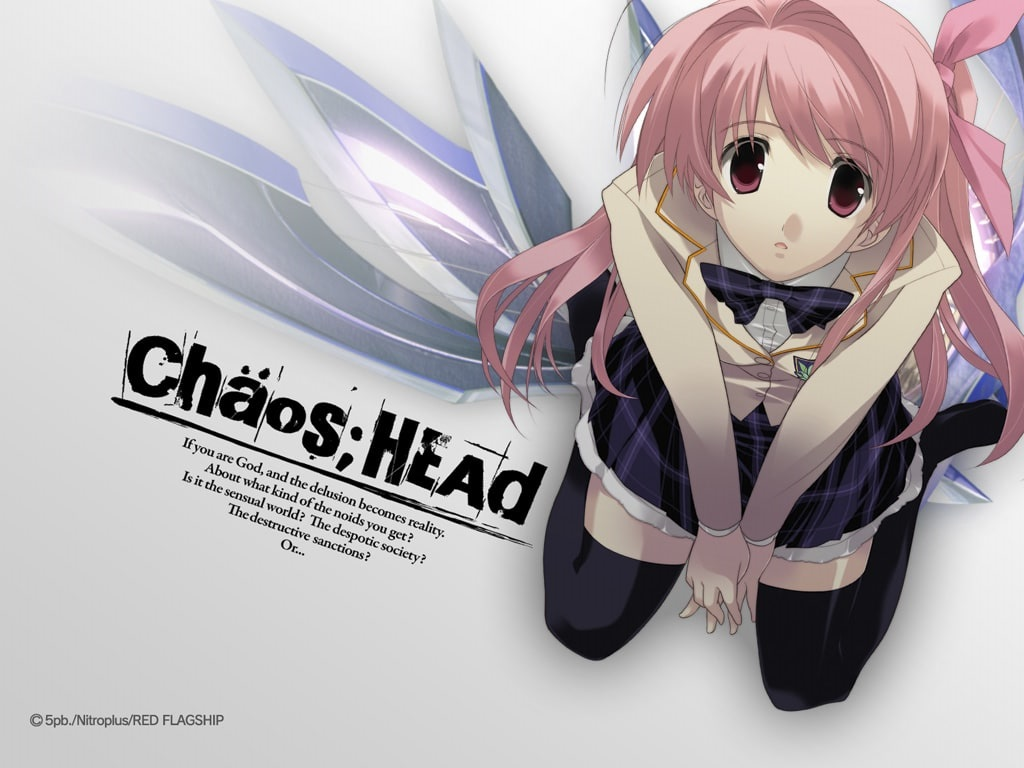 Chäos;HEAd
If you are God, and the delusion becomes reality.
About what kind of the noids you get?
Is it the sensual world? The despotic society?
The destructive sanctions?
Or...
© 5pb./Nitroplus/RED FLAGSHIP